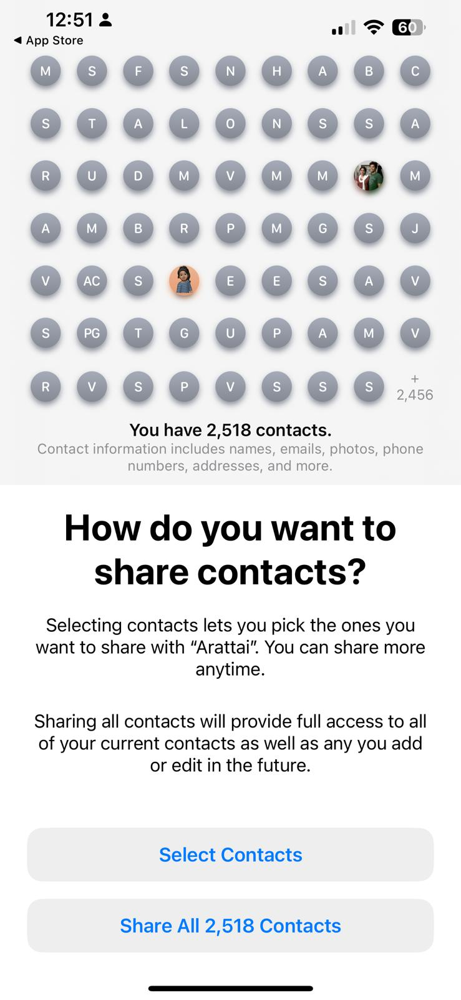 12:51
60
◀ App Store
M S F S N H A B C
S T A L O N S S A
R U D M V M M M
A M B R P M G S J
V AC S E E S A V
S PG T G U P A M V
R V S P V S S S + 2,456
You have 2,518 contacts.
Contact information includes names, emails, photos, phone
numbers, addresses, and more.
How do you want to
share contacts?
Selecting contacts lets you pick the ones you
want to share with “Arattai”. You can share more
anytime.
Sharing all contacts will provide full access to all
of your current contacts as well as any you add
or edit in the future.
Select Contacts
Share All 2,518 Contacts